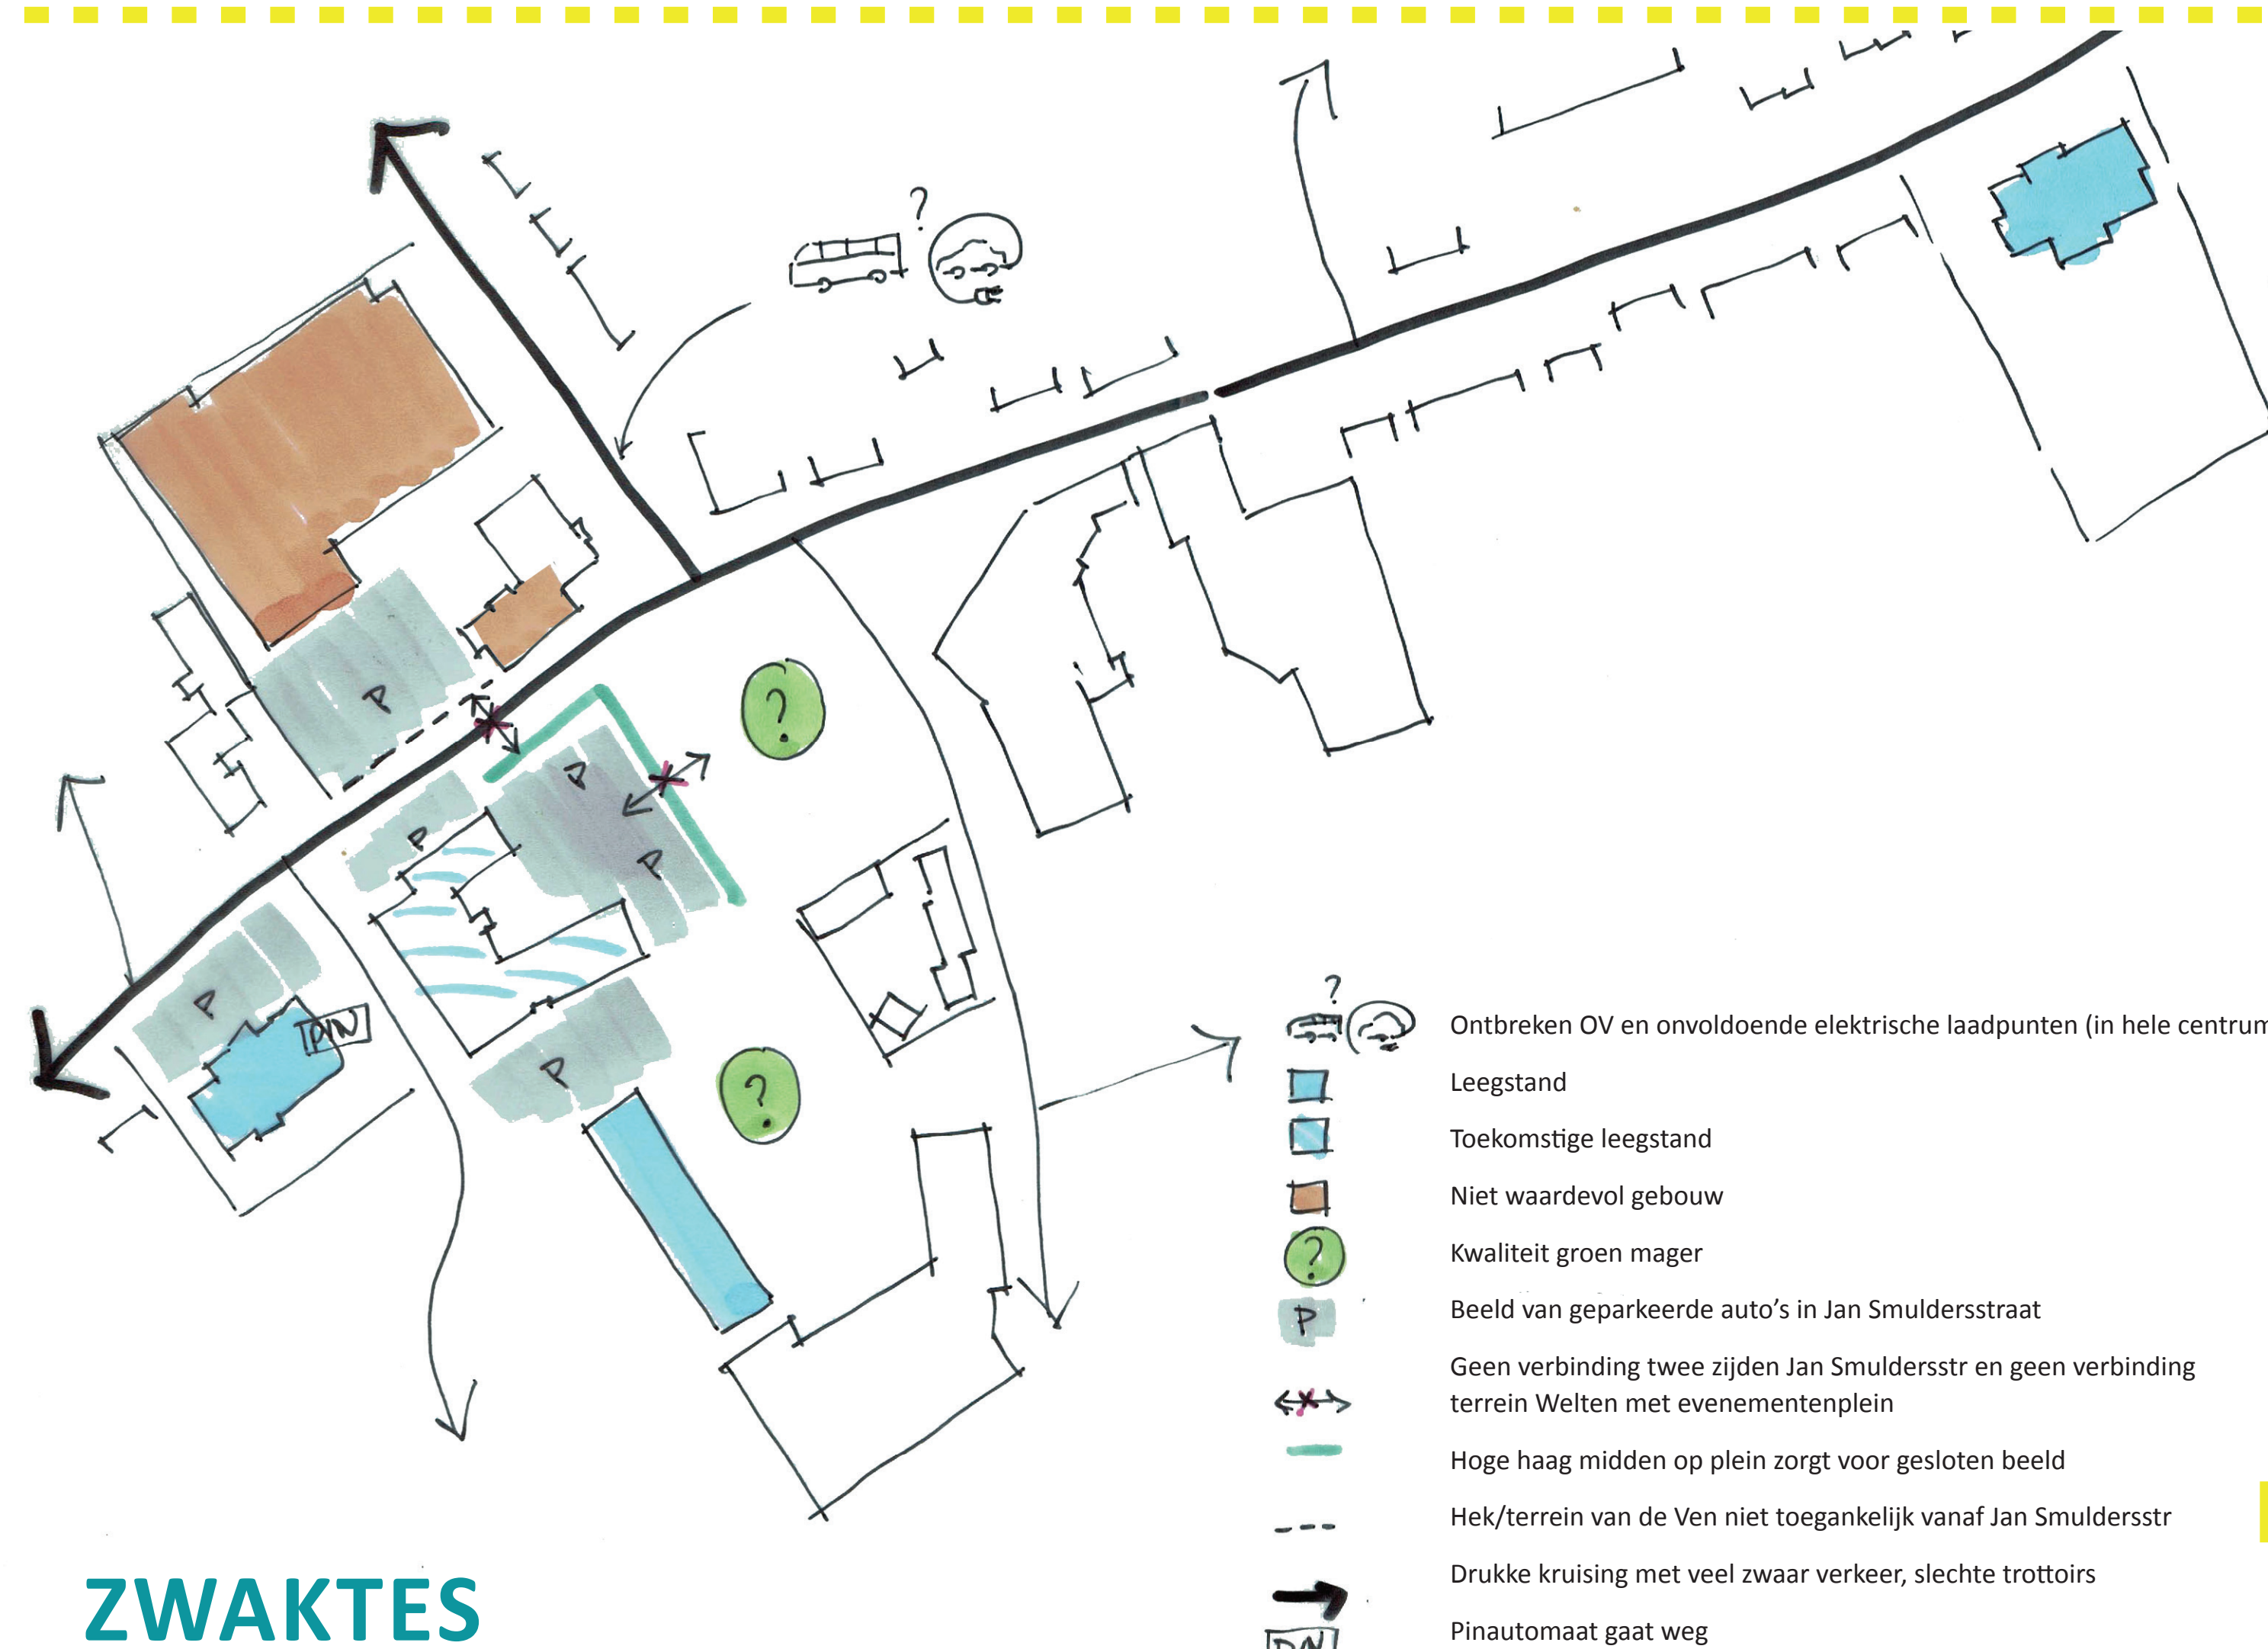 ?
?
P
P
P
P
P
PIN
P
?
?
Ontbreken OV en onvoldoende elektrische laadpunten (in hele centrum
Leegstand
Toekomstige leegstand
Niet waardevol gebouw
?
Kwaliteit groen mager
P
Beeld van geparkeerde auto's in Jan Smuldersstraat
Geen verbinding twee zijden Jan Smuldersstr en geen verbinding
terrein Welten met evenementenplein
Hoge haag midden op plein zorgt voor gesloten beeld
Hek/terrein van de Ven niet toegankelijk vanaf Jan Smuldersstr
Drukke kruising met veel zwaar verkeer, slechte trottoirs
PIN
Pinautomaat gaat weg
ZWAKTES